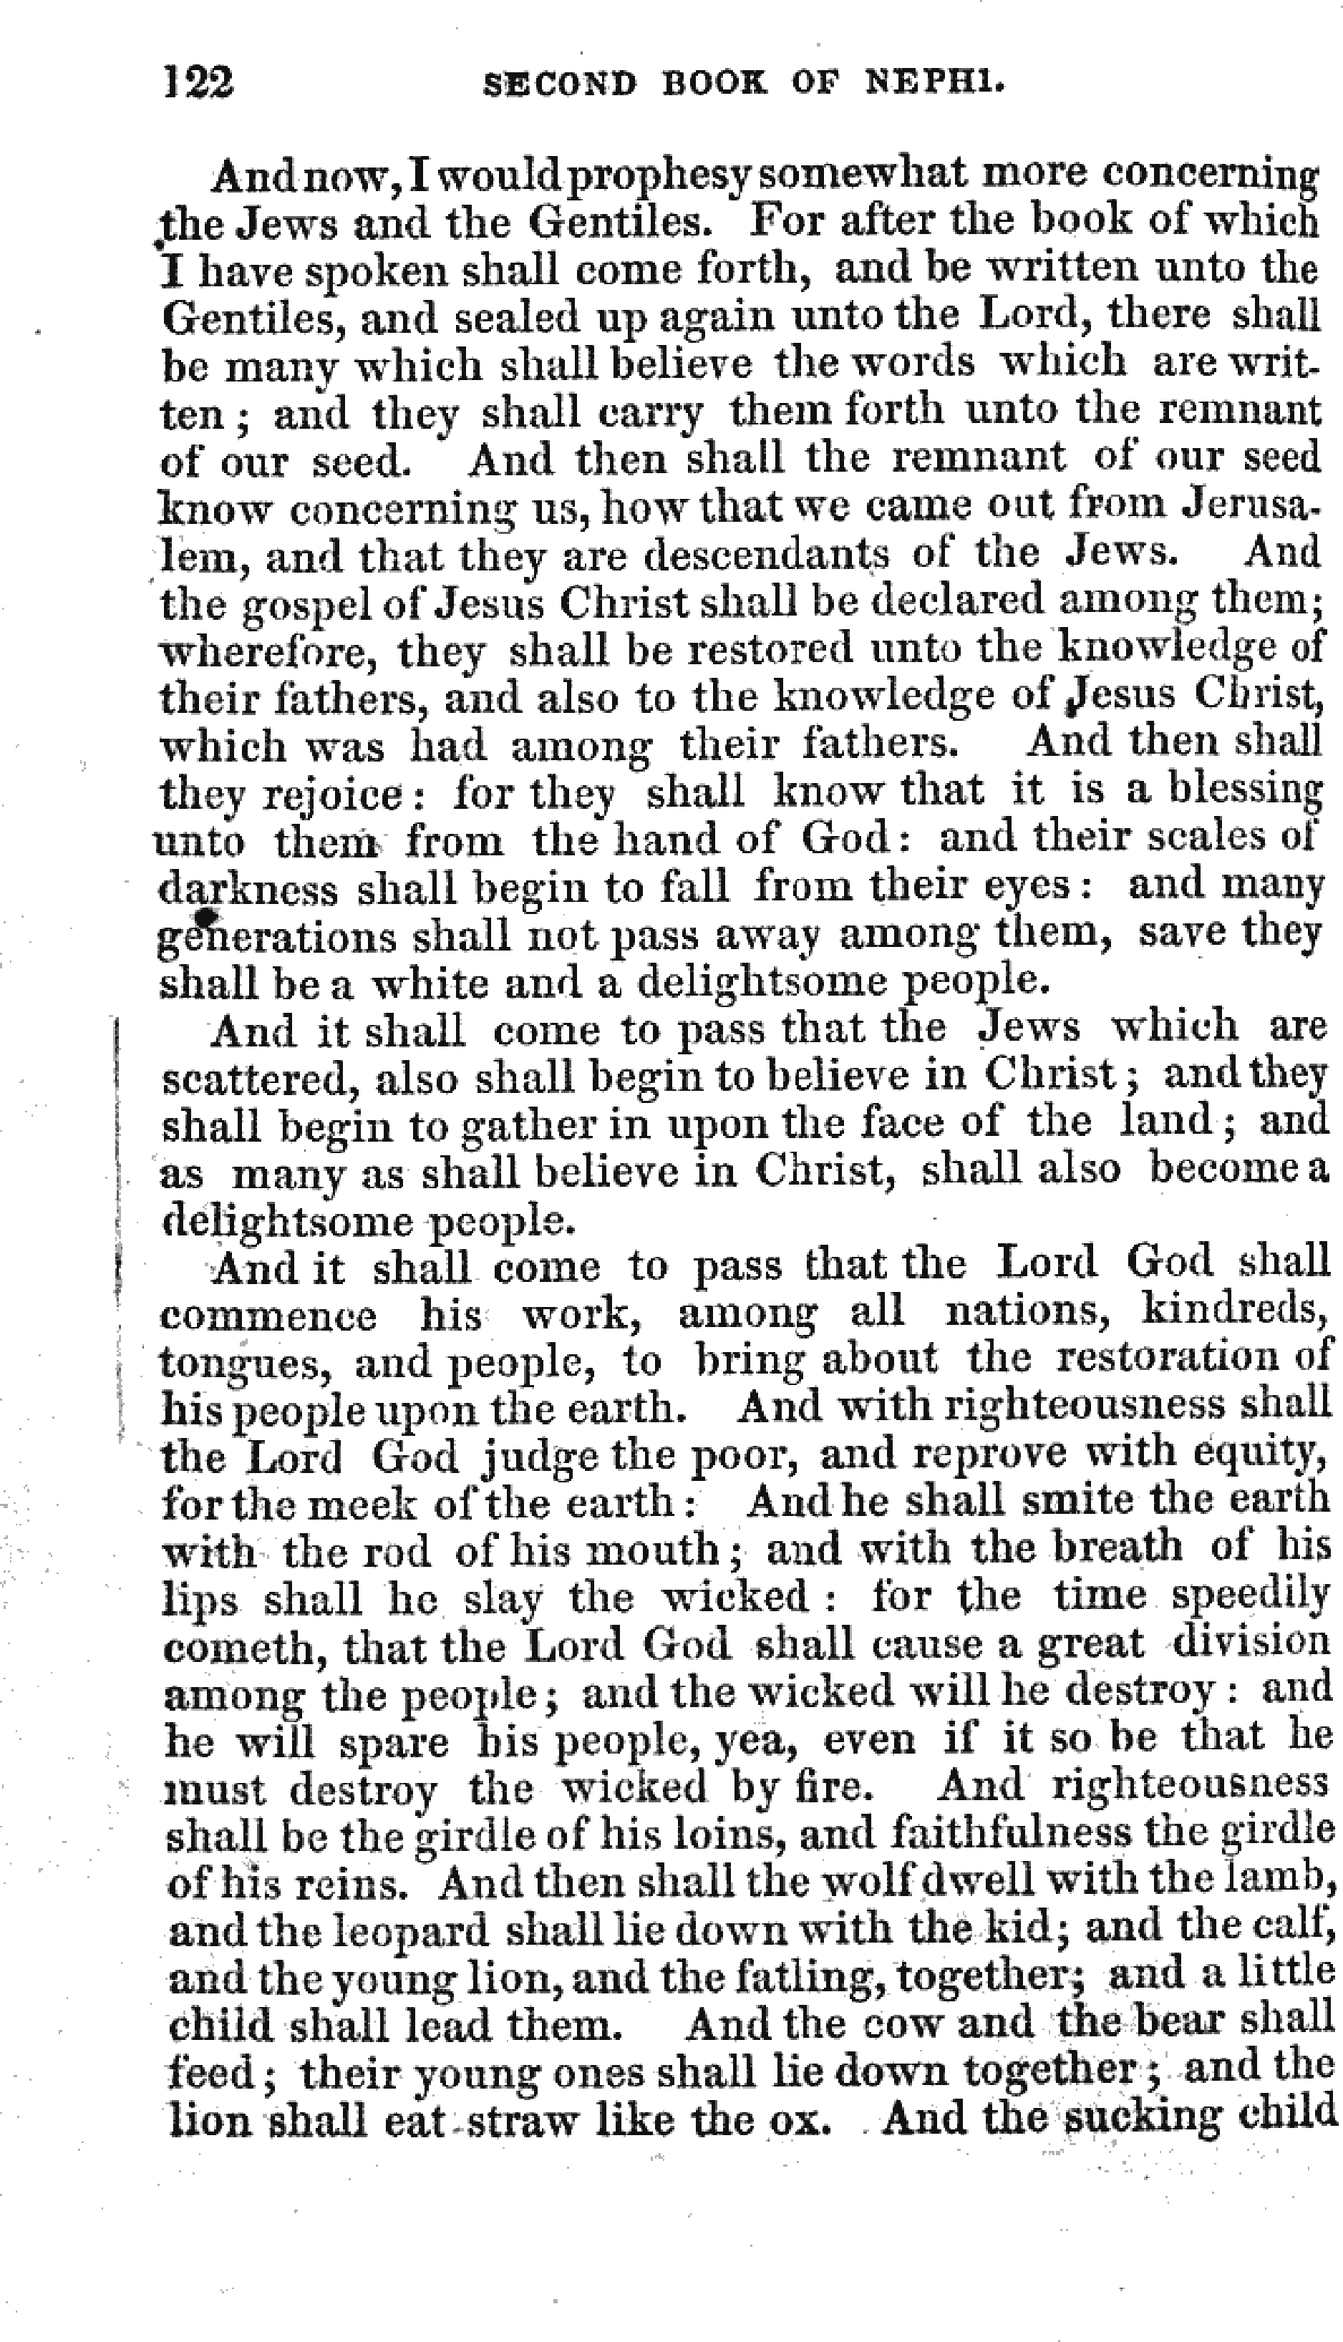 122 SECOND BOOK OF NEPHI.
And now, I would prophesy somewhat more concerning
the Jews and the Gentiles. For after the book of which
I have spoken shall come forth, and be written unto the
Gentiles, and sealed up again unto the Lord, there shall
be many which shall believe the words which are writ-
ten; and they shall carry them forth unto the remnant
of our seed. And then shall the remnant of our seed
know concerning us, how that we came out from Jerusa-
lem, and that they are descendants of the Jews. And
the gospel of Jesus Christ shall be declared among them;
wherefore, they shall be restored unto the knowledge of
their fathers, and also to the knowledge of Jesus Christ,
which was had among their fathers. And then shall
they rejoice: for they shall know that it is a blessing
unto them from the hand of God: and their scales of
darkness shall begin to fall from their eyes: and many
generations shall not pass away among them, save they
shall be a white and a delightsome people.
And it shall come to pass that the Jews which are
scattered, also shall begin to believe in Christ; and they
shall begin to gather in upon the face of the land; and
as many as shall believe in Christ, shall also become a
delightsome people.
And it shall come to pass that the Lord God shall
commence his work, among all nations, kindreds,
tongues, and people, to bring about the restoration of
his people upon the earth. And with righteousness shall
the Lord God judge the poor, and reprove with equity,
for the meek of the earth: And he shall smite the earth
with the rod of his mouth; and with the breath of his
lips shall he slay the wicked: for the time speedily
cometh, that the Lord God shall cause a great division
among the people; and the wicked will he destroy: and
he will spare his people, yea, even if it so be that he
must destroy the wicked by fire. And righteousness
shall be the girdle of his loins, and faithfulness the girdle
of his reins. And then shall the wolf dwell with the lamb,
and the leopard shall lie down with the kid; and the calf,
and the young lion, and the fatling, together; and a little
child shall lead them. And the cow and the bear shall
feed; their young ones shall lie down together; and the
lion shall eat straw like the ox. And the sucking child